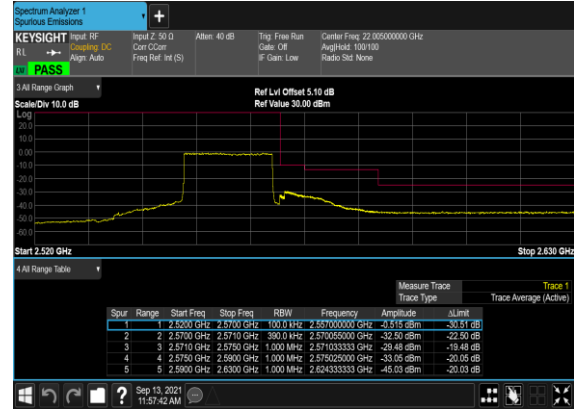 Spectrum Analyzer 1
Spurious Emissions
+
KEYSIGHT Input: RF Input Z: 50 Ω Atten: 40 dB Trig: Free Run Center Freq: 22.005000000 GHz
RL Coupling: DC Corr CCorr Gate: Off Avg|Hold: 100/100
Align: Auto Freq Ref: Int (S) IF Gain: Low Radio Std: None
PASS
3 All Range Graph
Ref Lvl Offset 5.10 dB
Scale/Div 10.0 dB Ref Value 30.00 dBm
Log
20.0
10.0
0.00
-10.0
-20.0
-30.0
-40.0
-50.0
-60.0
Start 2.520 GHz Stop 2.630 GHz
4 All Range Table
Measure Trace Trace 1
Trace Type Trace Average (Active)
Spur Range Start Freq Stop Freq RBW Frequency Amplitude ΔLimit
1 1 2.5200 GHz 2.5700 GHz 100.0 kHz 2.557000000 GHz -0.515 dBm -30.51 dB
2 2 2.5700 GHz 2.5710 GHz 390.0 kHz 2.570055000 GHz -32.50 dBm -22.50 dB
3 3 2.5710 GHz 2.5750 GHz 1.000 MHz 2.571033333 GHz -29.48 dBm -19.48 dB
4 4 2.5750 GHz 2.5900 GHz 1.000 MHz 2.575025000 GHz -33.05 dBm -20.05 dB
5 5 2.5900 GHz 2.6300 GHz 1.000 MHz 2.624333333 GHz -45.03 dBm -20.03 dB
?
Sep 13, 2021
11:57:42 AM